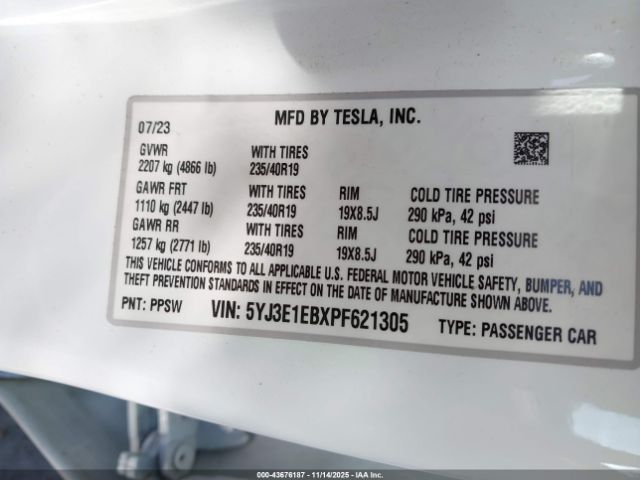 MFD BY TESLA, INC.
07/23
GVWR WITH TIRES
2207 kg (4866 lb) 235/40R19
GAWR FRT WITH TIRES RIM COLD TIRE PRESSURE
1110 kg (2447 lb) 235/40R19 19X8.5J 290 kPa, 42 psi
GAWR RR WITH TIRES RIM COLD TIRE PRESSURE
1257 kg (2771 lb) 235/40R19 19X8.5J 290 kPa, 42 psi
THIS VEHICLE CONFORMS TO ALL APPLICABLE U.S. FEDERAL MOTOR VEHICLE SAFETY, BUMPER, AND
THEFT PREVENTION STANDARDS IN EFFECT ON THE DATE OF MANUFACTURE SHOWN ABOVE.
PNT: PPSW VIN: 5YJ3E1EBXPF621305 TYPE: PASSENGER CAR
000-43676187 - 11/14/2025 - IAA Inc.